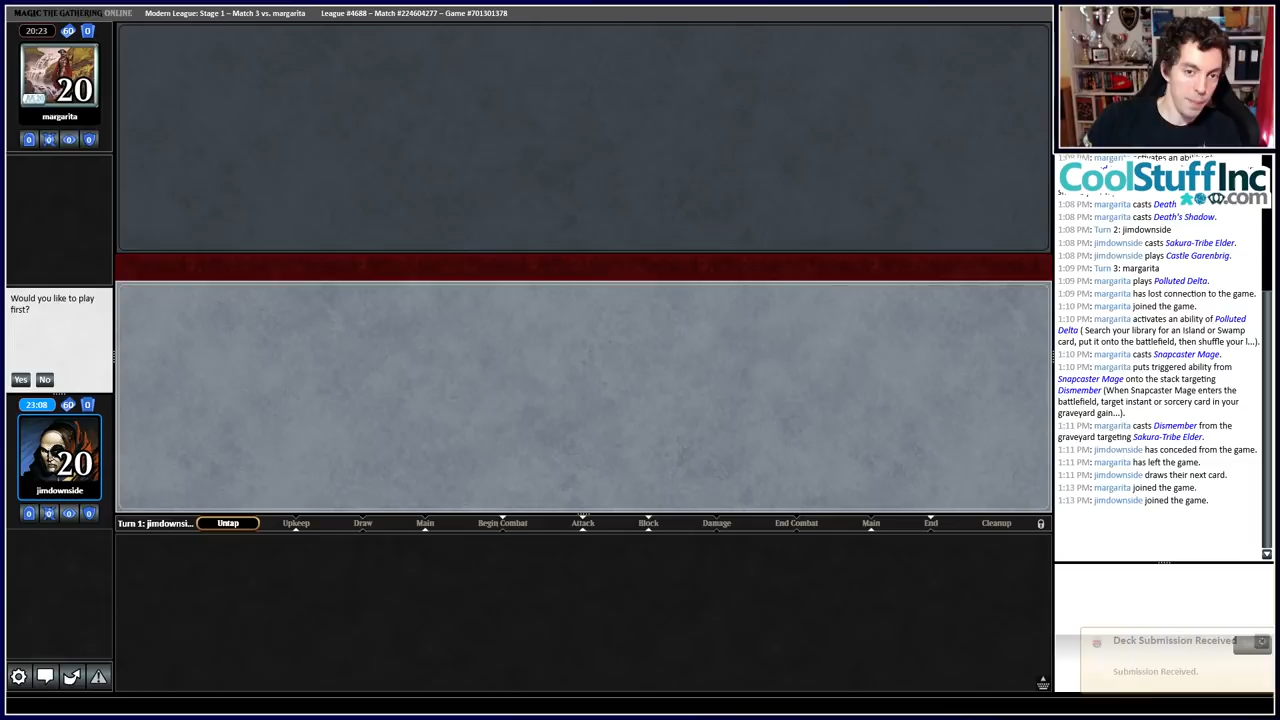 MAGIC THE GATHERING ONLINE
Modern League: Stage 1 – Match 3 vs. margarita
League #4688 – Match #224604277 – Game #701301378
20:23
60
0
20
margarita
0
0
0
0
Would you like to play
first?
Yes
No
23:08
60
0
20
jimdownside
0
0
0
0
Turn 1: jimdownsi...
Untap
Upkeep
Draw
Main
Begin Combat
Attack
Block
Damage
End Combat
Main
End
Cleanup
CoolStuffInc
.com
1:08 PM: margarita casts Death
1:08 PM: margarita casts Death's Shadow.
1:08 PM: Turn 2: jimdownside
1:08 PM: jimdownside casts Sakura-Tribe Elder.
1:08 PM: jimdownside plays Castle Garenbrig.
1:09 PM: Turn 3: margarita
1:09 PM: margarita plays Polluted Delta.
1:09 PM: margarita has lost connection to the game.
1:10 PM: margarita joined the game.
1:10 PM: margarita activates an ability of Polluted
Delta ( Search your library for an Island or Swamp
card, put it onto the battlefield, then shuffle your l...).
1:10 PM: margarita casts Snapcaster Mage.
1:10 PM: margarita puts triggered ability from
Snapcaster Mage onto the stack targeting
Dismember (When Snapcaster Mage enters the
battlefield, target instant or sorcery card in your
graveyard gain...).
1:11 PM: margarita casts Dismember from the
graveyard targeting Sakura-Tribe Elder.
1:11 PM: jimdownside has conceded from the game.
1:11 PM: margarita has left the game.
1:11 PM: jimdownside draws their next card.
1:13 PM: margarita joined the game.
1:13 PM: jimdownside joined the game.
Deck Submission Received
Submission Received.